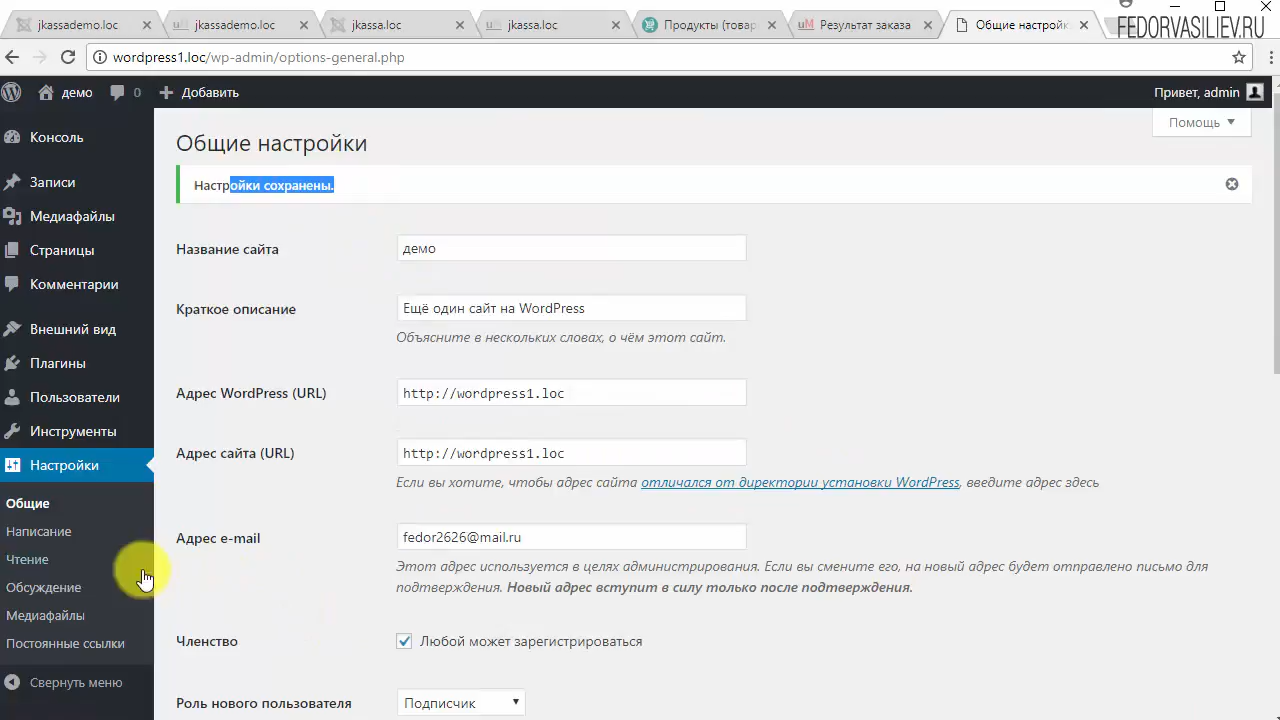 jkassademo.loc
jkassademo.loc
jkassa.loc
jkassa.loc
Продукты (товар
Результат заказа
Общие настройк
FEDORVASILIEV.RU
wordpress1.loc/wp-admin/options-general.php
демо
0
Добавить
Привет, admin
Помощь
Консоль
Записи
Медиафайлы
Страницы
Комментарии
Внешний вид
Плагины
Пользователи
Инструменты
Настройки
Общие
Написание
Чтение
Обсуждение
Медиафайлы
Постоянные ссылки
Свернуть меню
Общие настройки
Настройки сохранены.
Название сайта
демо
Краткое описание
Ещё один сайт на WordPress
Объясните в нескольких словах, о чём этот сайт.
Адрес WordPress (URL)
http://wordpress1.loc
Адрес сайта (URL)
http://wordpress1.loc
Если вы хотите, чтобы адрес сайта отличался от директории установки WordPress, введите адрес здесь
Адрес e-mail
fedor2626@mail.ru
Этот адрес используется в целях администрирования. Если вы смените его, на новый адрес будет отправлено письмо для
подтверждения. Новый адрес вступит в силу только после подтверждения.
Членство
Любой может зарегистрироваться
Роль нового пользователя
Подписчик